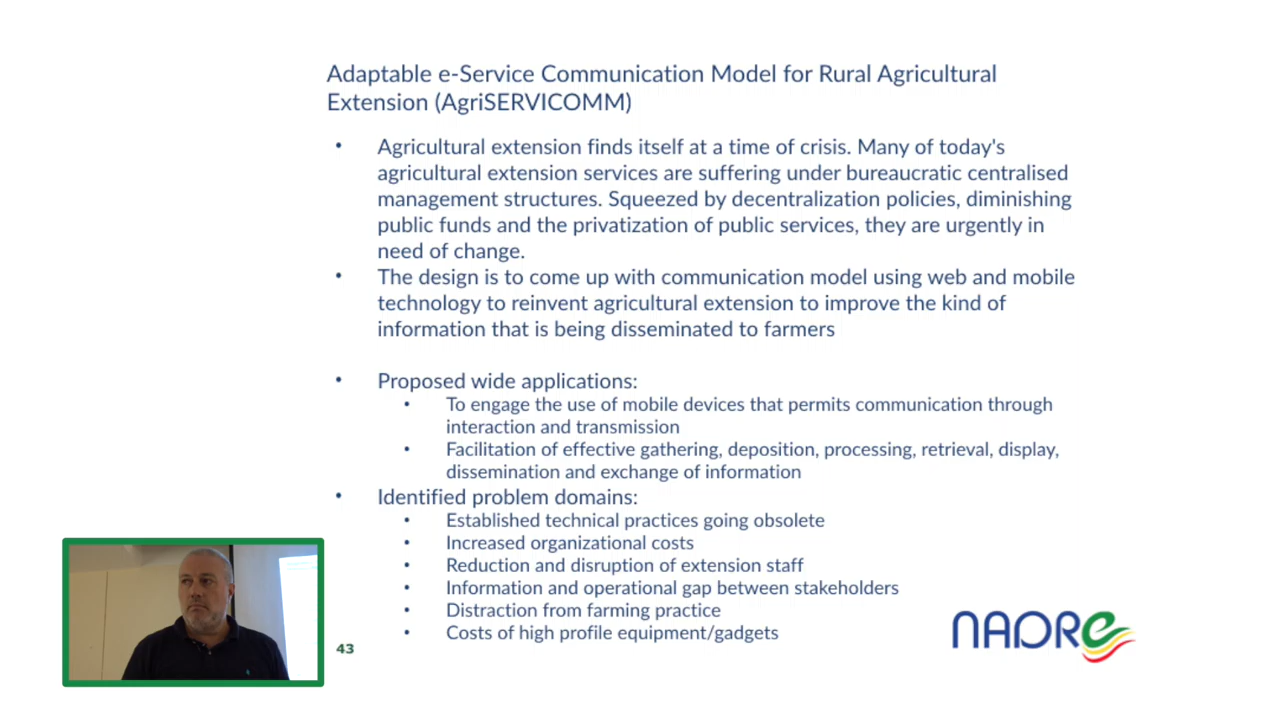 Adaptable e-Service Communication Model for Rural Agricultural
Extension (AgriSERVICOMM)
• Agricultural extension finds itself at a time of crisis. Many of today's
agricultural extension services are suffering under bureaucratic centralised
management structures. Squeezed by decentralization policies, diminishing
public funds and the privatization of public services, they are urgently in
need of change.
• The design is to come up with communication model using web and mobile
technology to reinvent agricultural extension to improve the kind of
information that is being disseminated to farmers
• Proposed wide applications:
• To engage the use of mobile devices that permits communication through
interaction and transmission
• Facilitation of effective gathering, deposition, processing, retrieval, display,
dissemination and exchange of information
• Identified problem domains:
• Established technical practices going obsolete
• Increased organizational costs
• Reduction and disruption of extension staff
• Information and operational gap between stakeholders
• Distraction from farming practice
• Costs of high profile equipment/gadgets
43
NADRe